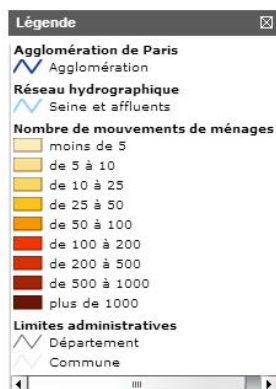 Légende
Agglomération de Paris
Agglomération
Réseau hydrographique
Seine et affluents
Nombre de mouvements de ménages
moins de 5
de 5 à 10
de 10 à 25
de 25 à 50
de 50 à 100
de 100 à 200
de 200 à 500
de 500 à 1000
plus de 1000
Limites administratives
Département
Commune